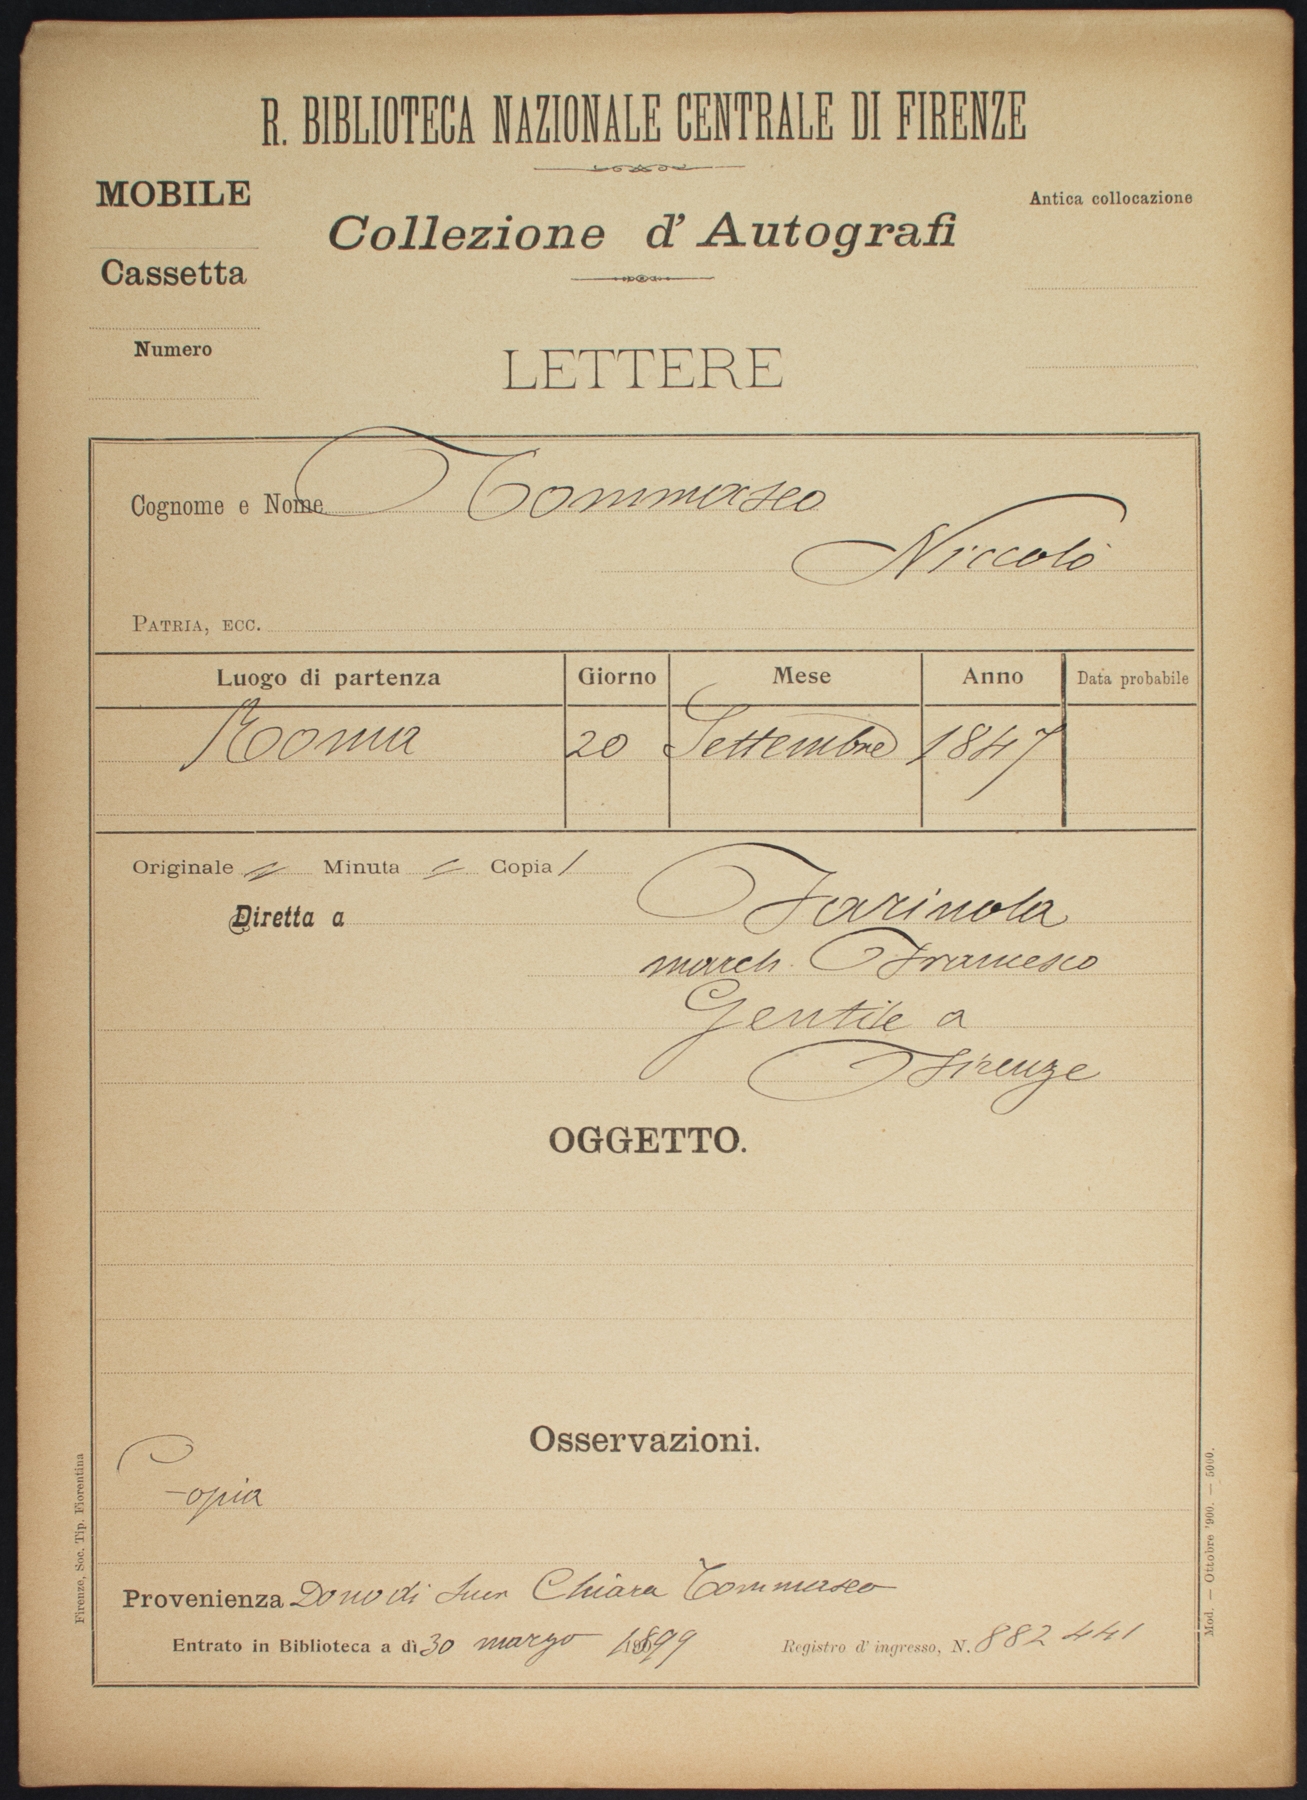 R. BIBLIOTECA NAZIONALE CENTRALE DI FIRENZE
MOBILE
Collezione d' Autografi
Antica collocazione
Cassetta
Numero
LETTERE
Cognome e Nome Tommaseo
Niccolò
PATRIA, ECC.
Luogo di partenza Giorno Mese Anno Data probabile
Roma 20 Settembre 1847
Originale Minuta Copia 1
Diretta a Farinola
march. Francesco
Gentile a
Firenze
OGGETTO.
Osservazioni.
Copia
Provenienza Dono di Suor Chiara Tommaseo
Entrato in Biblioteca a dì 30 marzo 1899 Registro d' ingresso, N. 882441
Firenze, Soc. Tip. Fiorentina
Mod. — Ottobre '900. — 5000.